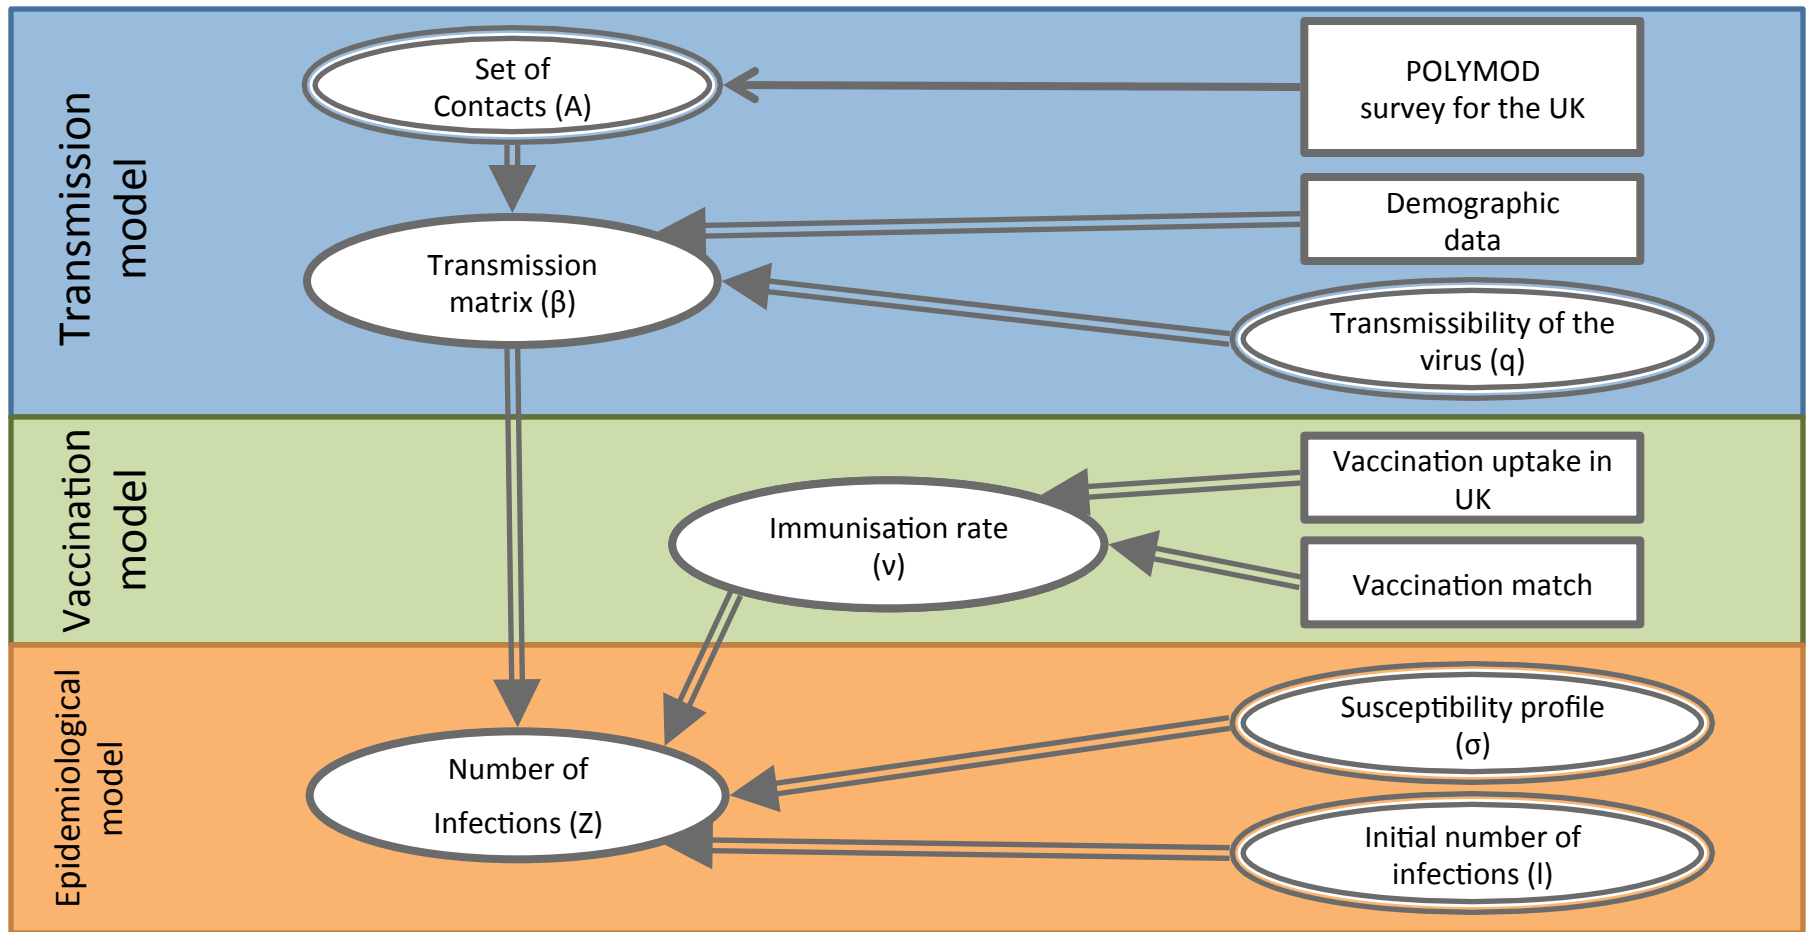 Transmission
model
Set of
Contacts (A)
POLYMOD
survey for the UK
Demographic
data
Transmission
matrix (β)
Transmissibility of the
virus (q)
Vaccination
model
Vaccination uptake in
UK
Immunisation rate
(ν)
Vaccination match
Epidemiological
model
Susceptibility profile
(σ)
Number of
Infections (Z)
Initial number of
infections (I)